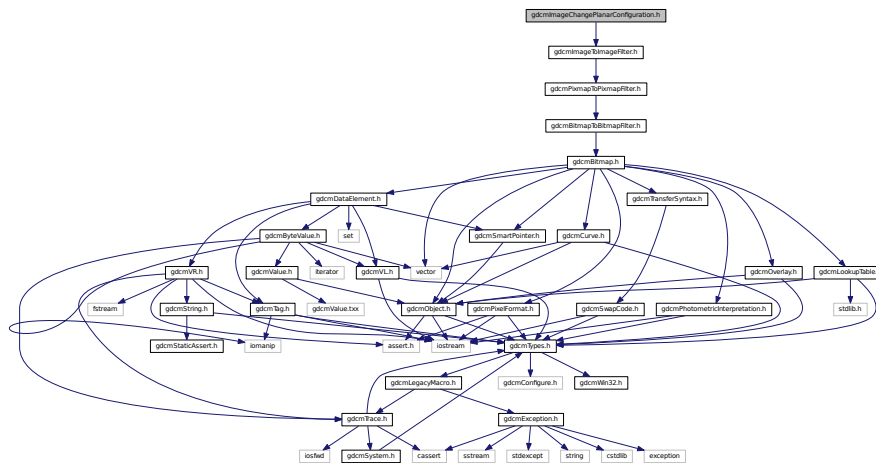 gdcmImageChangePlanarConfiguration.h
gdcmImageToImageFilter.h
gdcmPixmapToPixmapFilter.h
gdcmBitmapToBitmapFilter.h
gdcmBitmap.h
gdcmDataElement.h
gdcmTransferSyntax.h
gdcmByteValue.h
set
gdcmSmartPointer.h
gdcmCurve.h
gdcmVR.h
gdcmValue.h
iterator
gdcmVL.h
vector
gdcmOverlay.h
gdcmLookupTable.
fstream
gdcmString.h
gdcmTag.h
gdcmValue.txx
gdcmObject.h
gdcmPixelFormat.h
gdcmSwapCode.h
gdcmPhotometricInterpretation.h
stdlib.h
gdcmStaticAssert.h
iomanip
assert.h
iostream
gdcmTypes.h
gdcmLegacyMacro.h
gdcmConfigure.h
gdcmWin32.h
gdcmTrace.h
gdcmException.h
iosfwd
gdcmSystem.h
cassert
sstream
stdexcept
string
cstdlib
exception